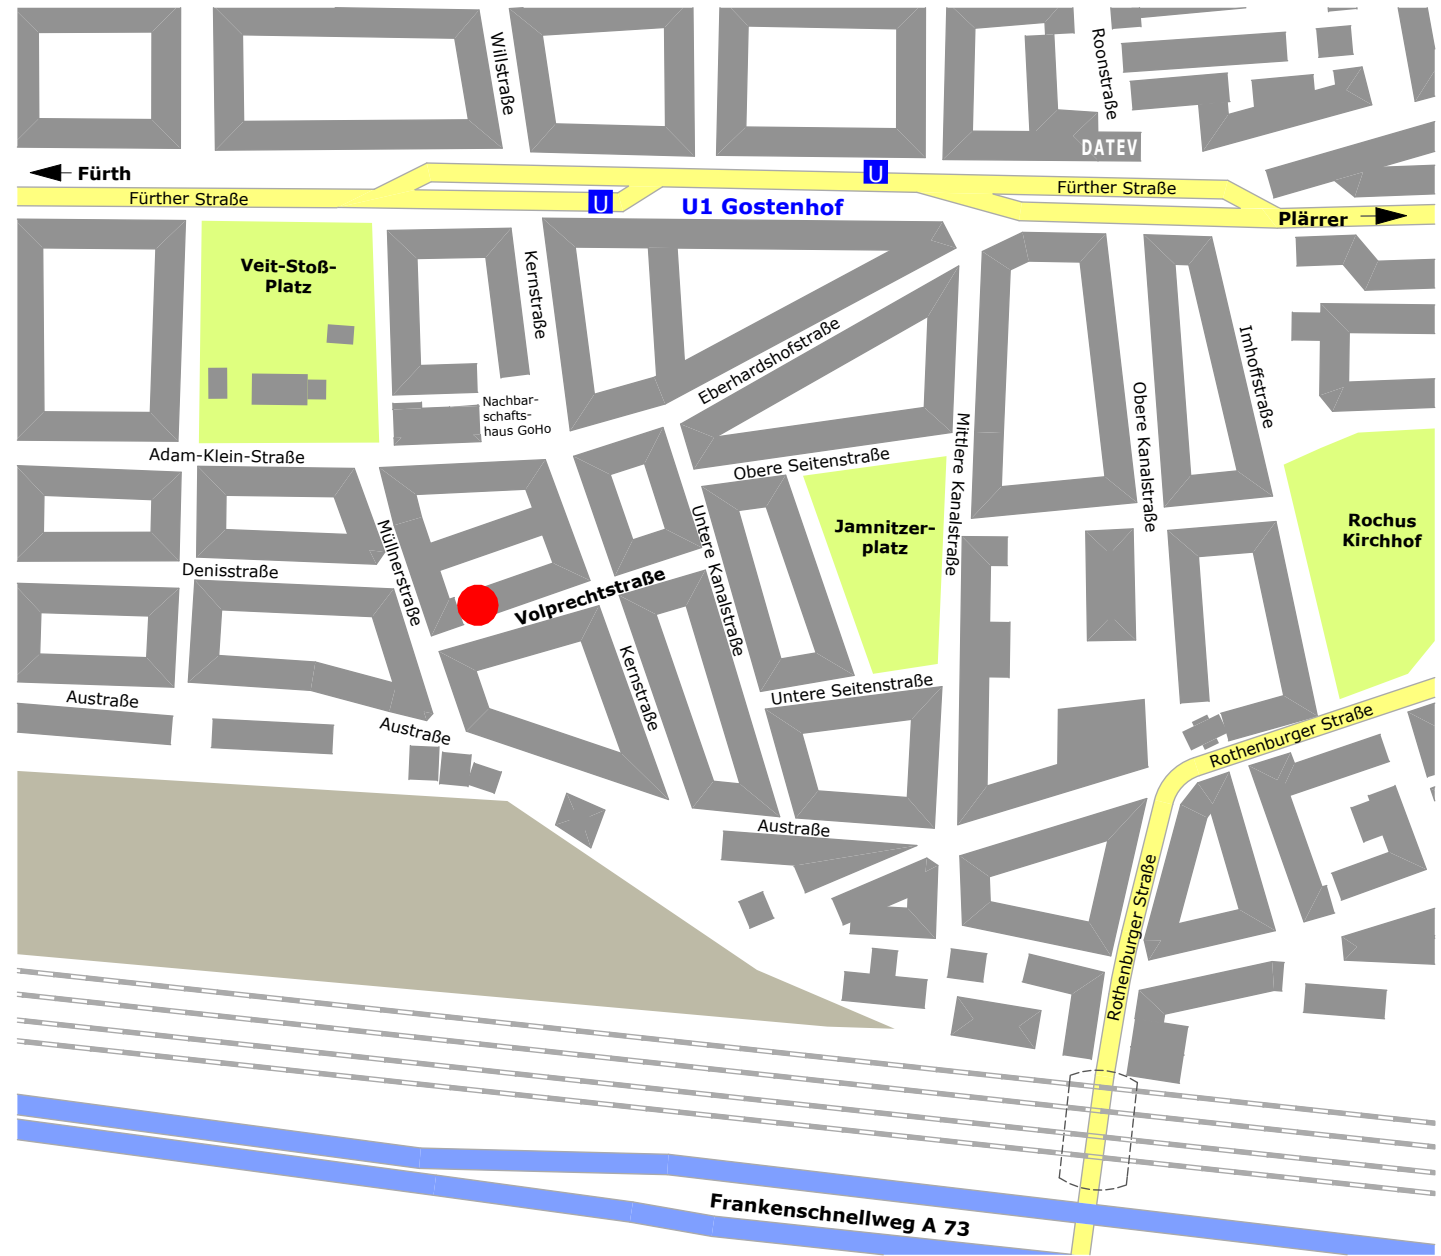 Willstraße
Roonstraße
DATEV
Fürth
Fürther Straße
U
U
U1 Gostenhof
Fürther Straße
Plärrer
Veit-Stoß-
Platz
Kernstraße
Eberhardshofstraße
Imhoffstraße
Nachbar-
schafts-
haus GoHo
Obere Kanalstraße
Mittlere Kanalstraße
Adam-Klein-Straße
Obere Seitenstraße
Jamnitzer-
platz
Rochus
Kirchhof
Müllnerstraße
Untere Kanalstraße
Denisstraße
Volprechtstraße
Kernstraße
Untere Seitenstraße
Austraße
Austraße
Rothenburger Straße
Austraße
Rothenburger Straße
Frankenschnellweg A 73